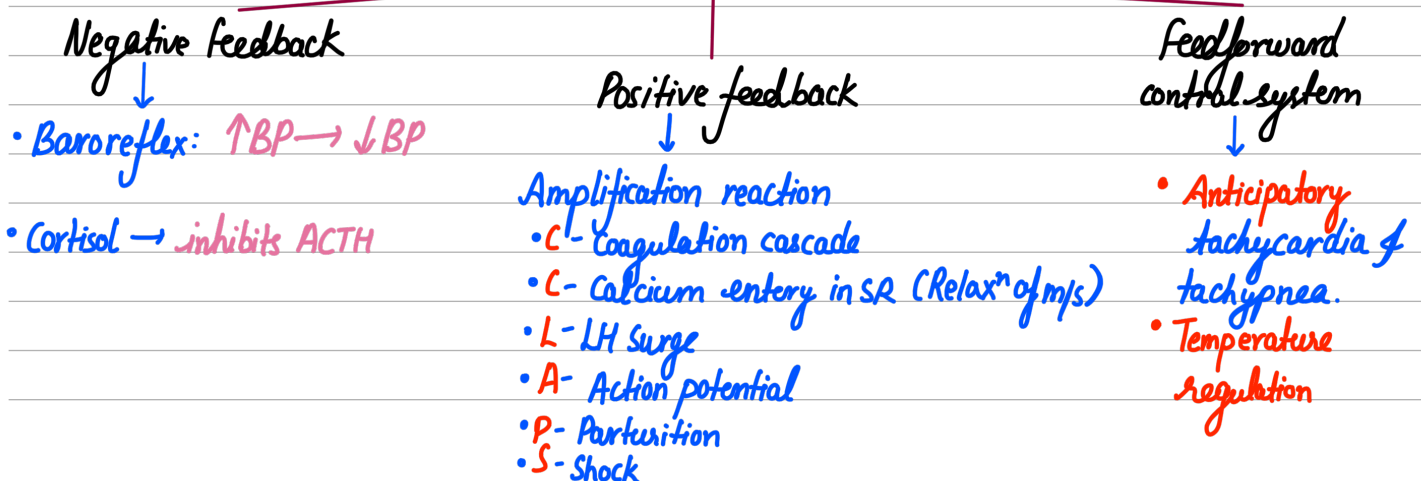 Negative feedback
↓
• Baroreflex: ↑BP → ↓BP
• Cortisol → inhibits ACTH
Positive feedback
↓
Amplification reaction
• C - Coagulation cascade
• C - Calcium entery in SR (Relaxⁿ of m/s)
• L - LH surge
• A - Action potential
• P - Parturition
• S - Shock
Feedforward
control system
↓
• Anticipatory
tachycardia &
tachypnea.
• Temperature
regulation